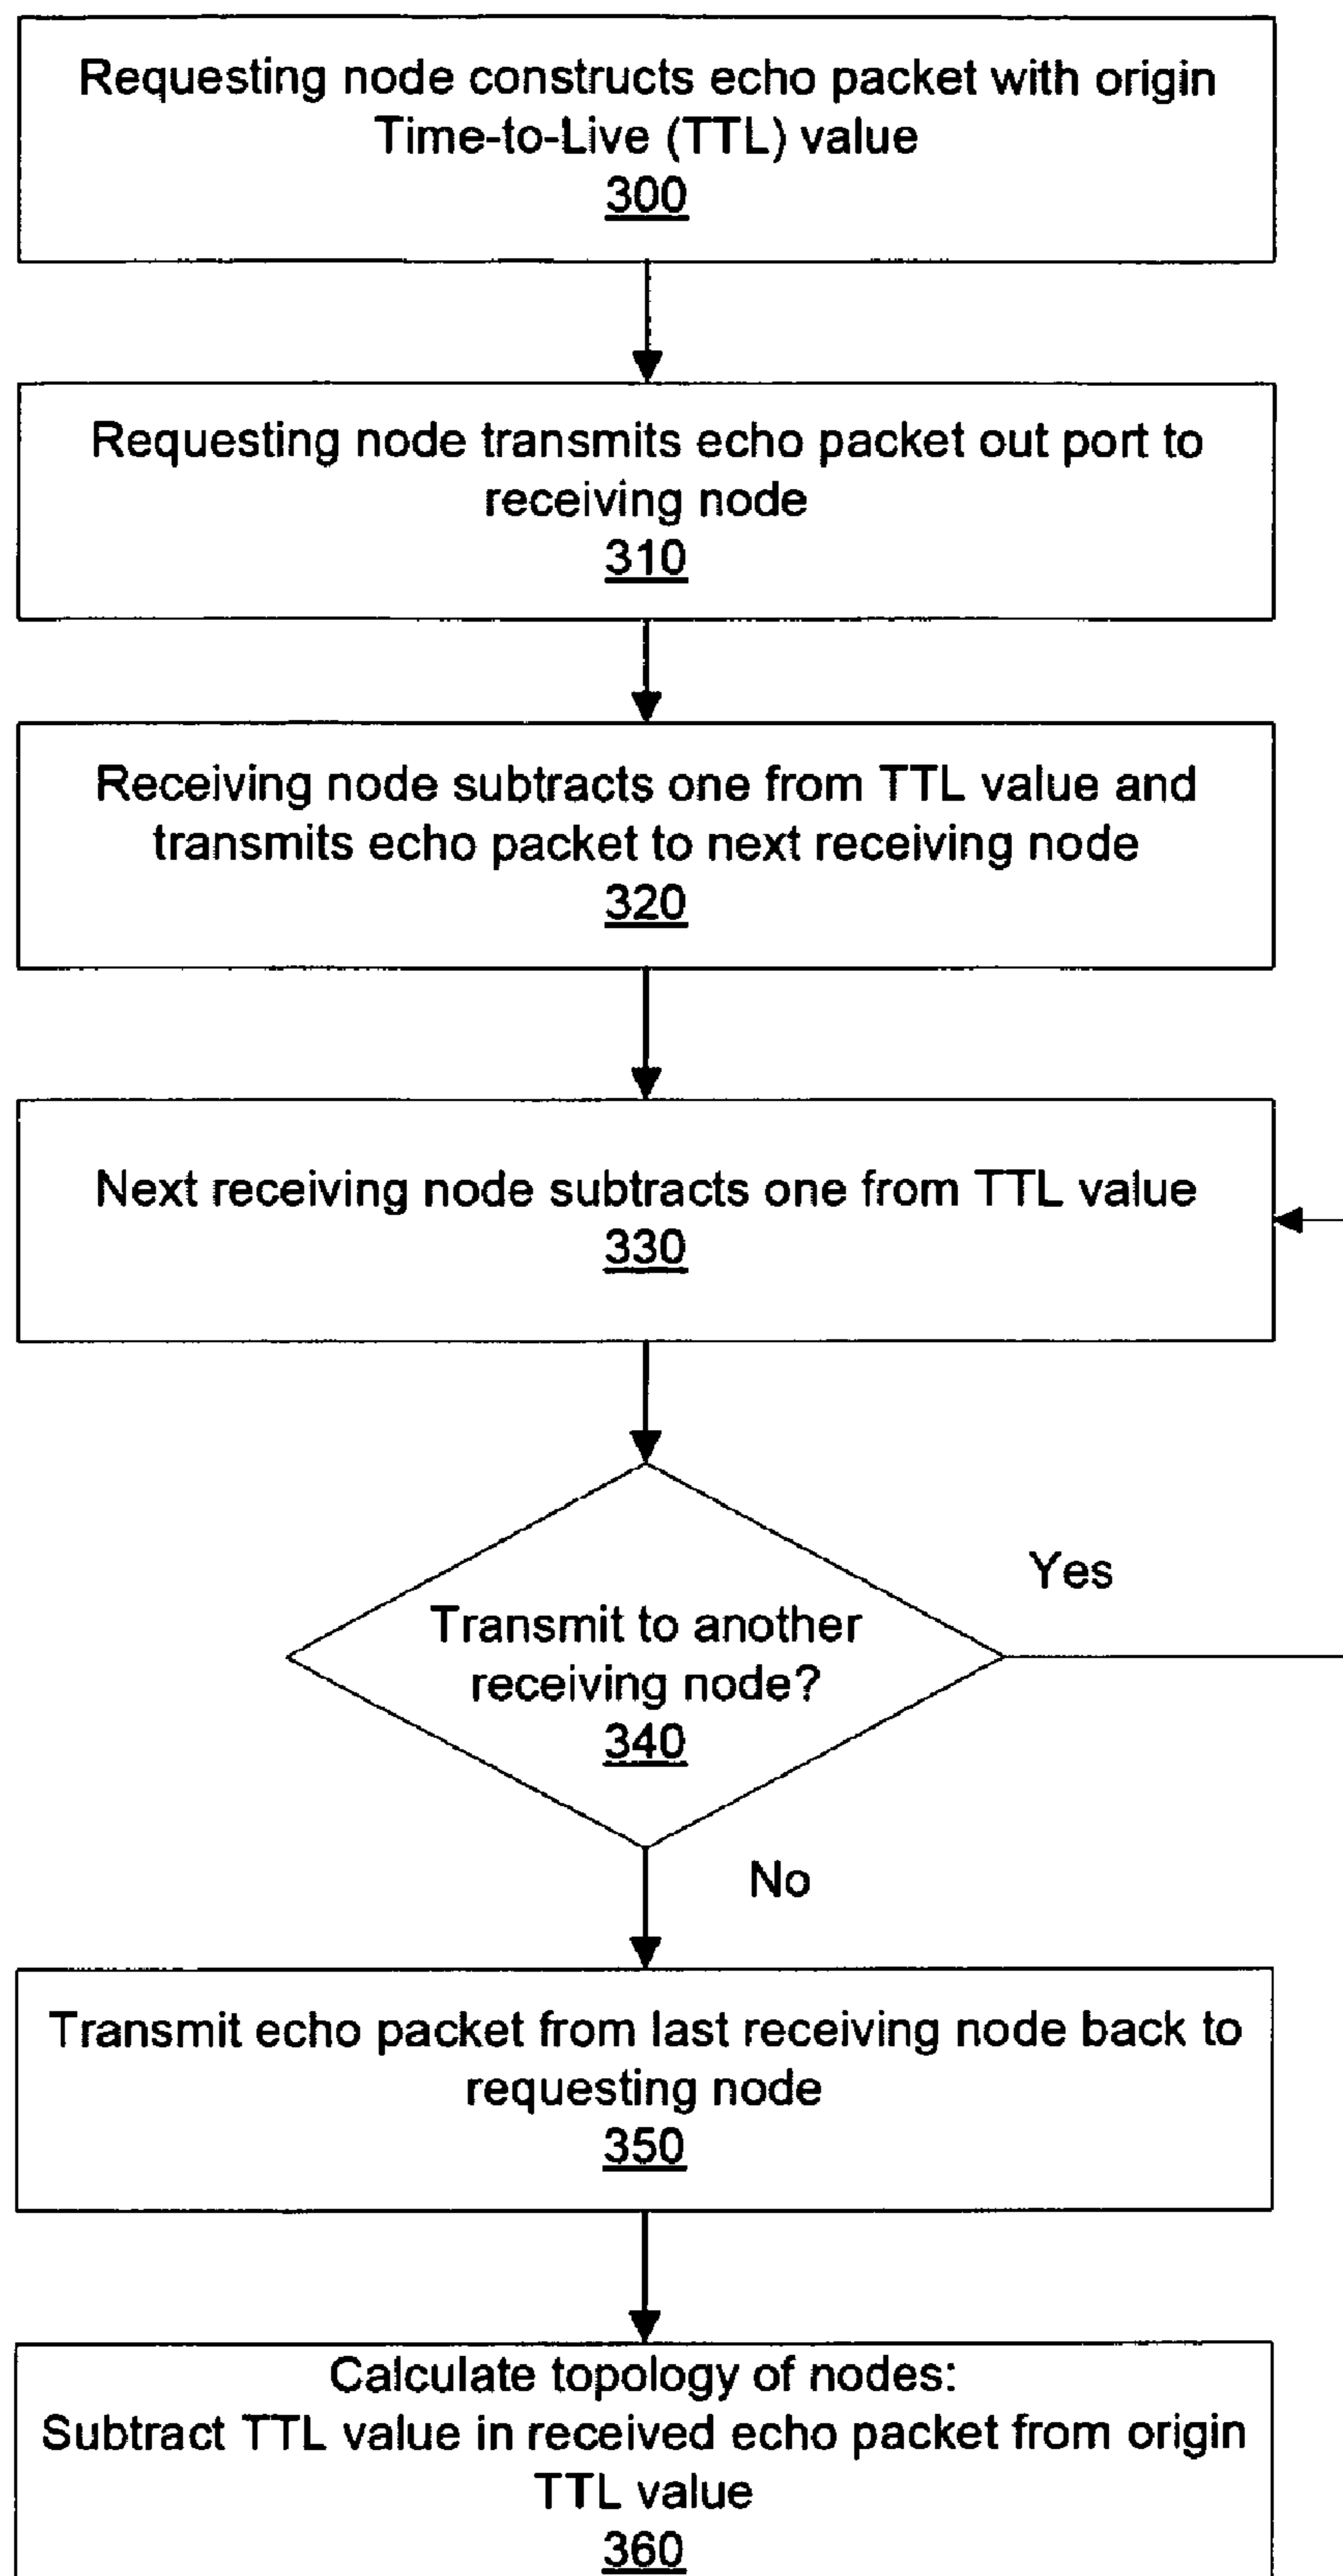 Requesting node constructs echo packet with origin
Time-to-Live (TTL) value
300
Requesting node transmits echo packet out port to
receiving node
310
Receiving node subtracts one from TTL value and
transmits echo packet to next receiving node
320
Next receiving node subtracts one from TTL value
330
Yes
Transmit to another
receiving node?
340
No
Transmit echo packet from last receiving node back to
requesting node
350
Calculate topology of nodes:
Subtract TTL value in received echo packet from origin
TTL value
360